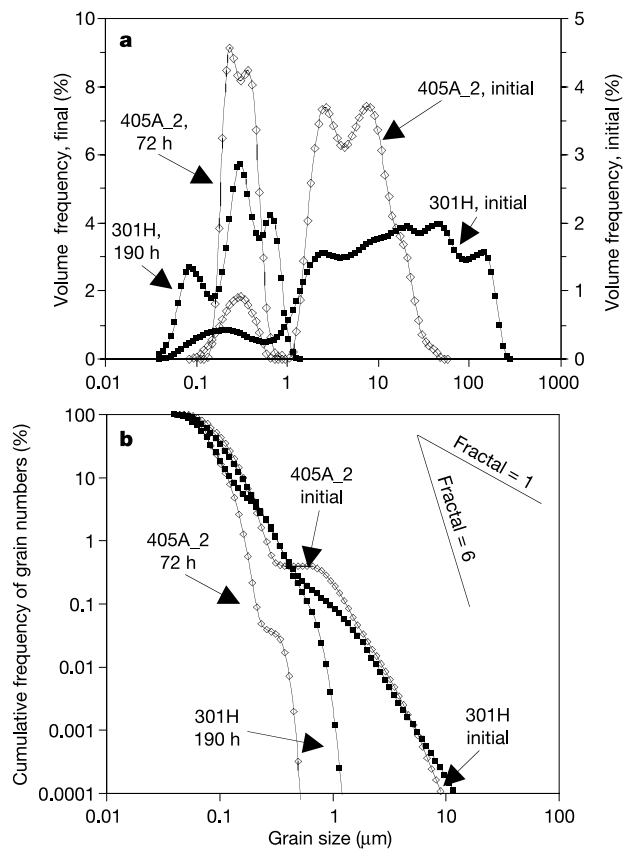 a
Volume frequency, final (%)
10
8
6
4
2
0
Volume frequency, initial (%)
5
4
3
2
1
0
405A_2, initial
405A_2,
72 h
301H, initial
301H,
190 h
0.01
0.1
1
10
100
1000
b
Cumulative frequency of grain numbers (%)
100
10
1
0.1
0.01
0.001
0.0001
Fractal = 1
Fractal = 6
405A_2
initial
405A_2
72 h
301H
190 h
301H
initial
0.01
0.1
1
10
100
Grain size (µm)